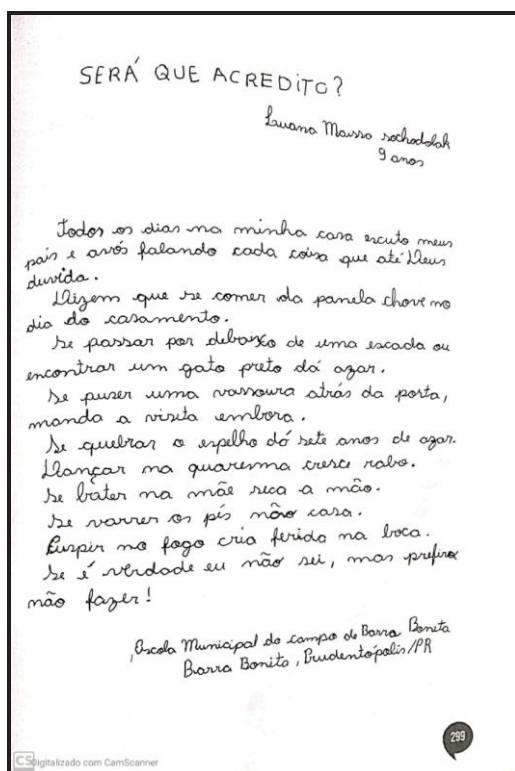 SERÁ QUE ACREDITO?
Luana Mausso sochodolak
9 anos
Todos os dias na minha casa escuto meus
pais e avós falando cada coisa que até Deus
duvida.
Dizem que se comer da panela chove no
dia do casamento.
Se passar por debaixo de uma escada ou
encontrar um gato preto dá azar.
Se puser uma vassoura atrás da porta,
manda a visita embora.
Se quebrar o espelho dá sete anos de azar.
Dançar na quaresma cresce rabo.
Se bater na mãe seca a mão.
Se varrer os pés não casa.
Cuspir no fogo cria ferida na boca.
Se é verdade eu não sei, mas prefiro
não fazer!
Escola Municipal do campo de Barra Bonita
Barra Bonita, Prudentópolis/PR
299
CS Digitalizado com CamScanner